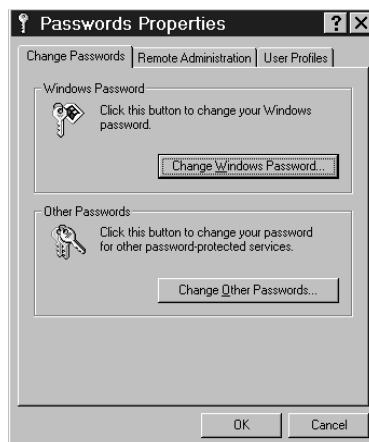 Passwords Properties
Change Passwords Remote Administration User Profiles
Windows Password
Click this button to change your Windows
password.
Change Windows Password...
Other Passwords
Click this button to change your password
for other password-protected services.
Change Other Passwords...
OK Cancel